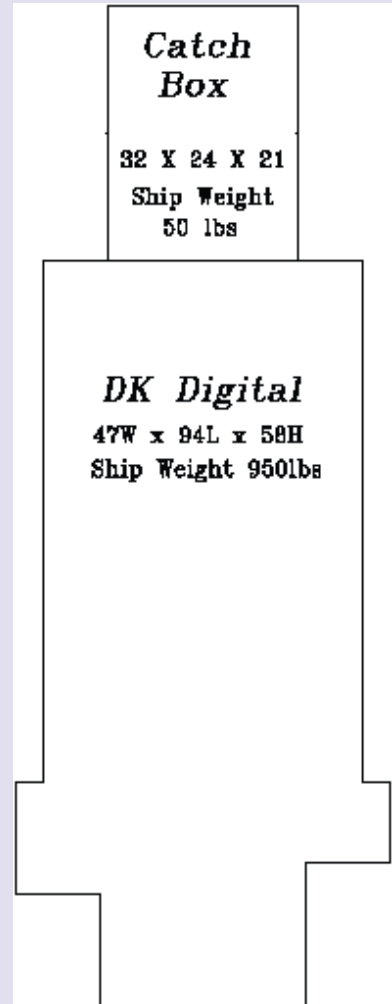 Catch
Box
32 X 24 X 21
Ship Weight
50 lbs
DK Digital
47W x 94L x 58H
Ship Weight 950lbs